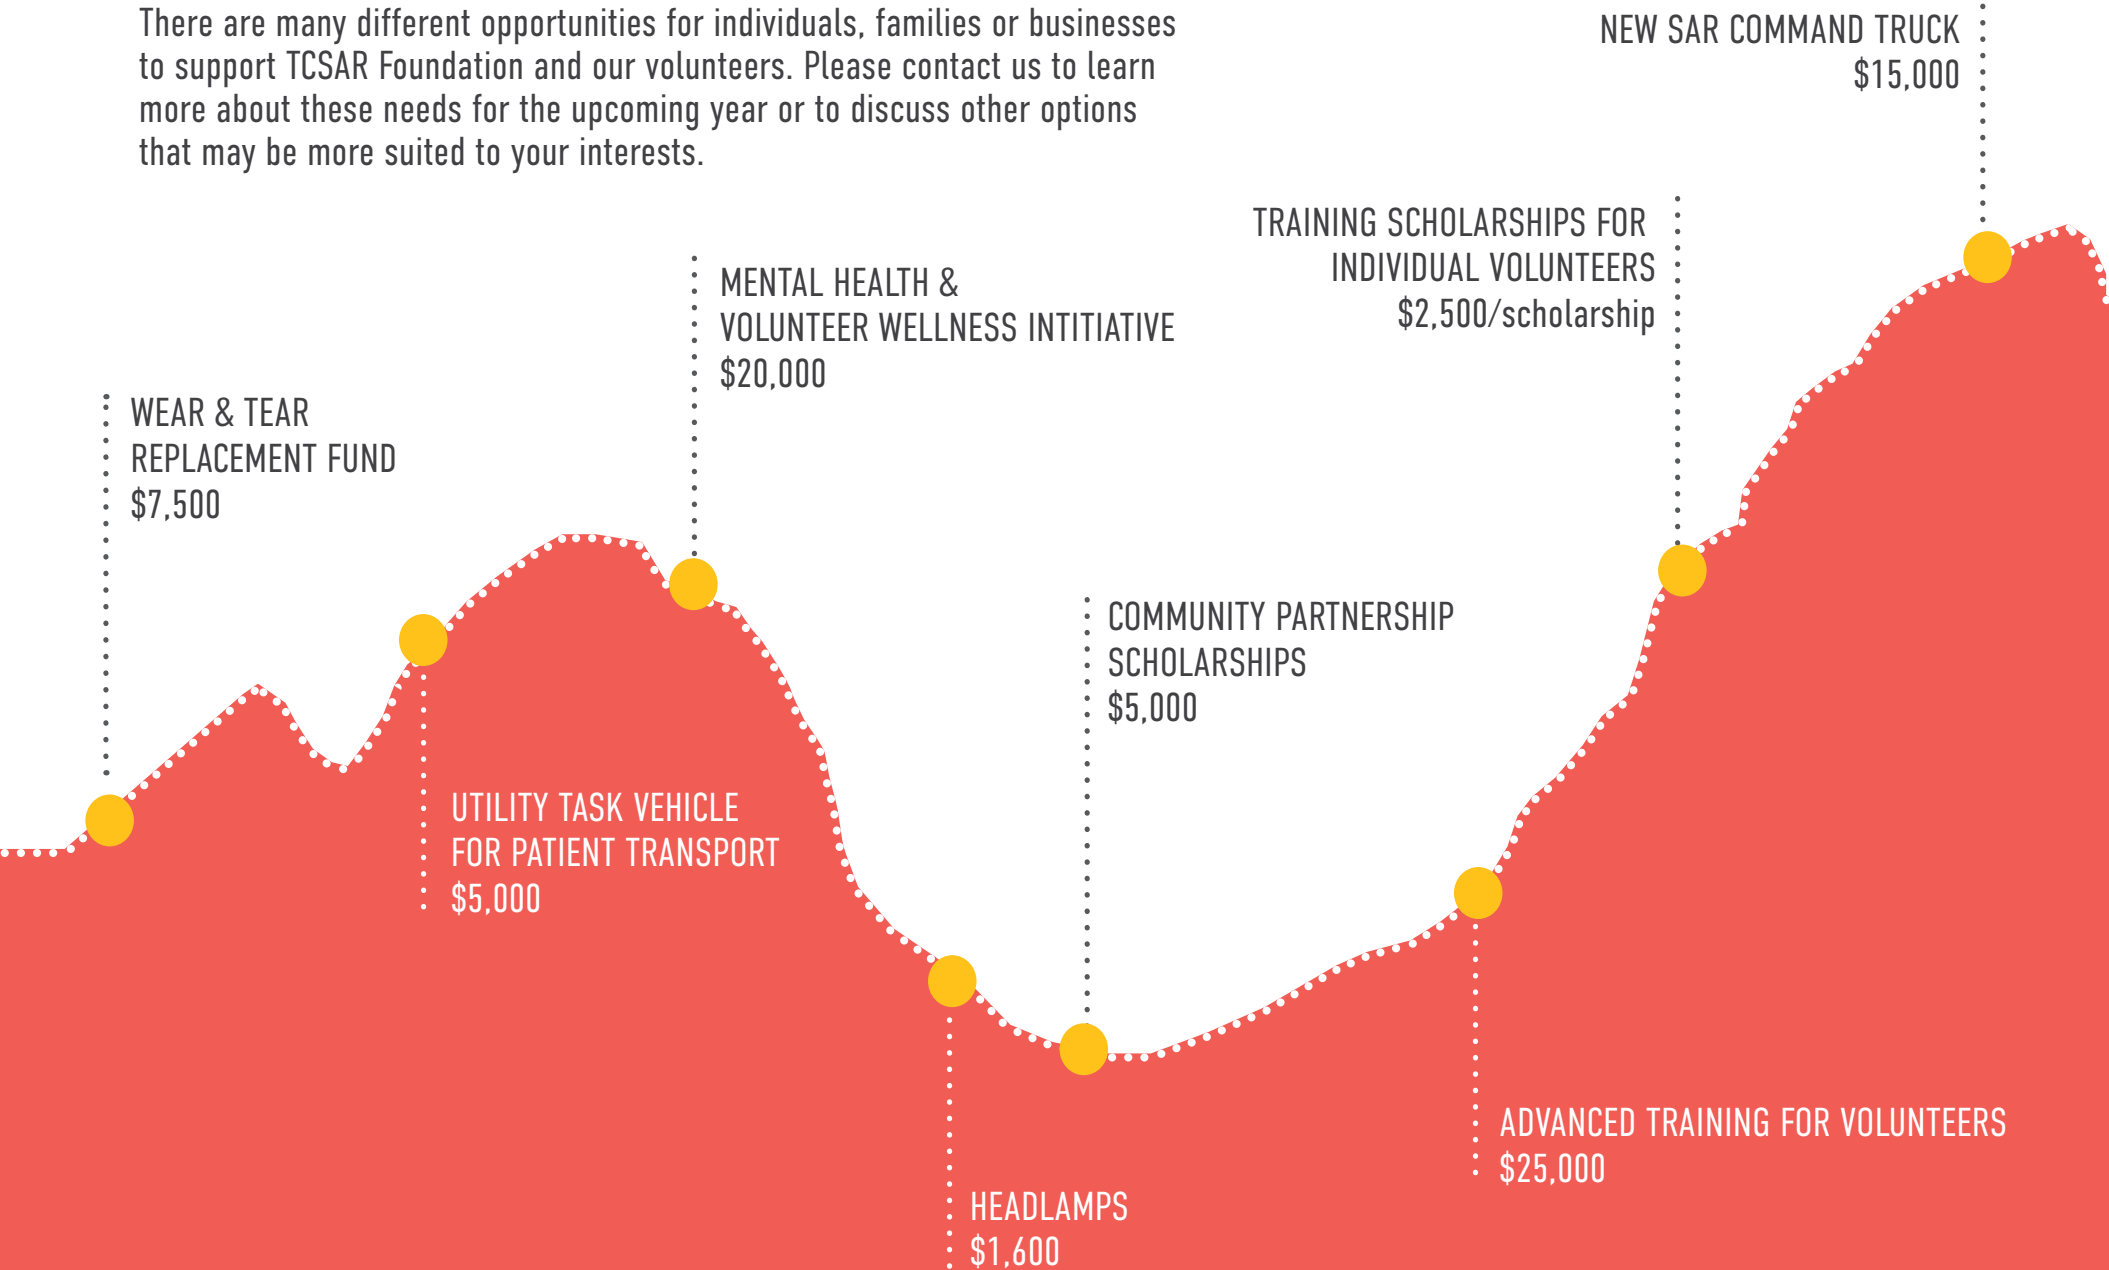 There are many different opportunities for individuals, families or businesses
to support TCSAR Foundation and our volunteers. Please contact us to learn
more about these needs for the upcoming year or to discuss other options
that may be more suited to your interests.
NEW SAR COMMAND TRUCK
$15,000
TRAINING SCHOLARSHIPS FOR
INDIVIDUAL VOLUNTEERS
$2,500/scholarship
MENTAL HEALTH &
VOLUNTEER WELLNESS INTITIATIVE
$20,000
WEAR & TEAR
REPLACEMENT FUND
$7,500
COMMUNITY PARTNERSHIP
SCHOLARSHIPS
$5,000
UTILITY TASK VEHICLE
FOR PATIENT TRANSPORT
$5,000
ADVANCED TRAINING FOR VOLUNTEERS
$25,000
HEADLAMPS
$1,600